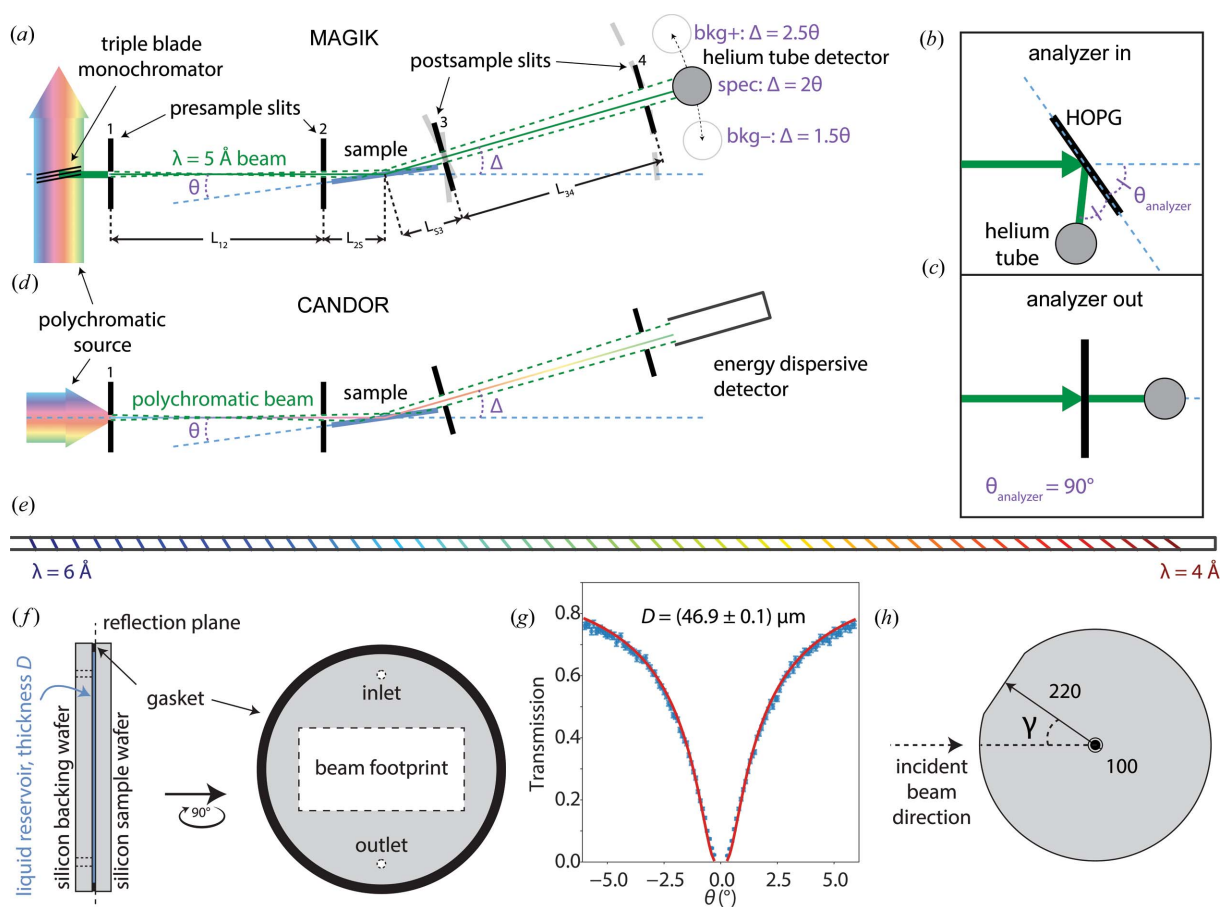 (a)
MAGIK
triple blade
monochromator
presample slits
1
2
λ = 5 Å beam
θ
sample
postsample slits
3
4
Δ
bkg+: Δ = 2.5θ
helium tube detector
spec: Δ = 2θ
bkg–: Δ = 1.5θ
L12
L2S
LS3
L34
(b)
analyzer in
HOPG
θanalyzer
helium
tube
(c)
analyzer out
θanalyzer = 90°
(d)
CANDOR
polychromatic
source
1
polychromatic beam
θ
sample
Δ
energy dispersive
detector
(e)
λ = 6 Å
λ = 4 Å
(f)
reflection plane
liquid reservoir, thickness D
silicon backing wafer
silicon sample wafer
gasket
90°
inlet
beam footprint
outlet
(g)
D = (46.9 ± 0.1) μm
Transmission
0.8
0.6
0.4
0.2
0.0
−5.0
−2.5
0.0
2.5
5.0
θ(°)
(h)
220
γ
100
incident
beam
direction